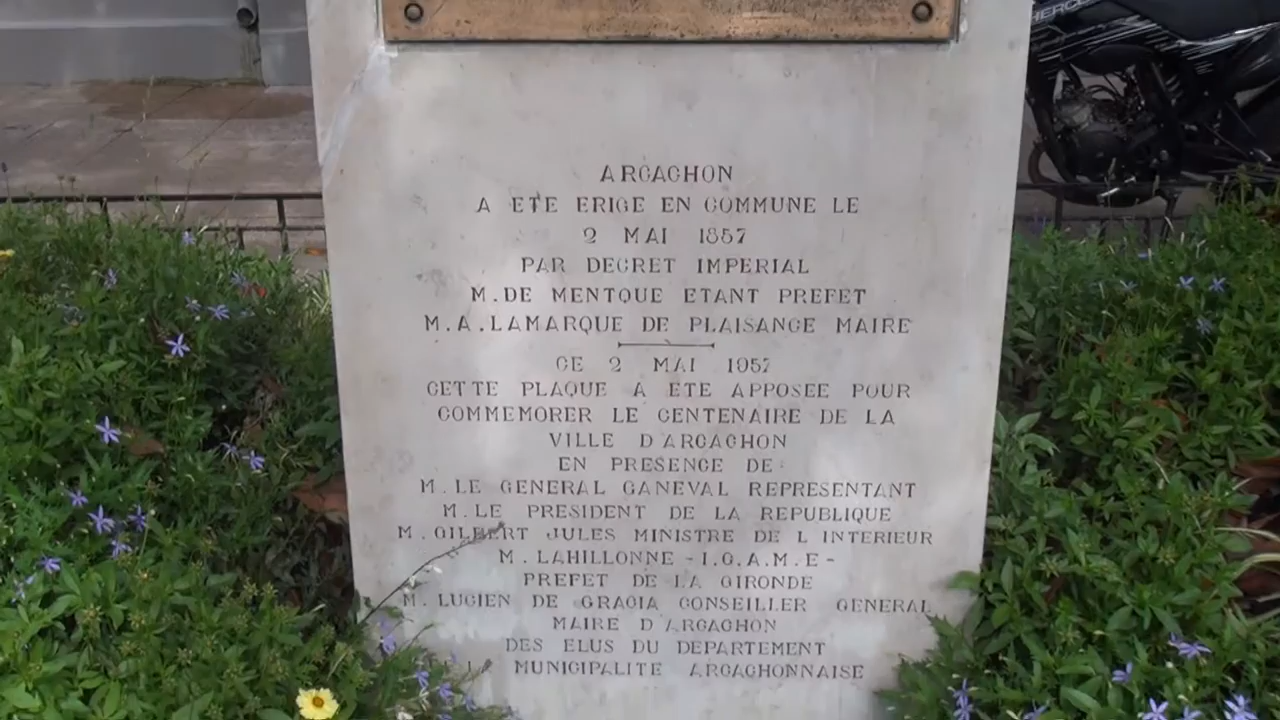 ARCACHON
A ETE ERIGE EN COMMUNE LE
2 MAI 1857
PAR DECRET IMPERIAL
M.DE MENTQUE ETANT PREFET
M.A.LAMARQUE DE PLAISANCE MAIRE
CE 2 MAI 1957
CETTE PLAQUE A ETE APPOSEE POUR
COMMEMORER LE CENTENAIRE DE LA
VILLE D'ARCACHON
EN PRESENCE DE
M.LE GENERAL GANEVAL REPRESENTANT
M.LE PRESIDENT DE LA REPUBLIQUE
M.GILBERT JULES MINISTRE DE L INTERIEUR
M.LAHILLONNE -I.G.A.M.E-
PREFET DE LA GIRONDE
M.LUCIEN DE GRACIA CONSEILLER GENERAL
MAIRE D'ARCACHON
DES ELUS DU DEPARTEMENT
MUNICIPALITE ARCACHONNAISE